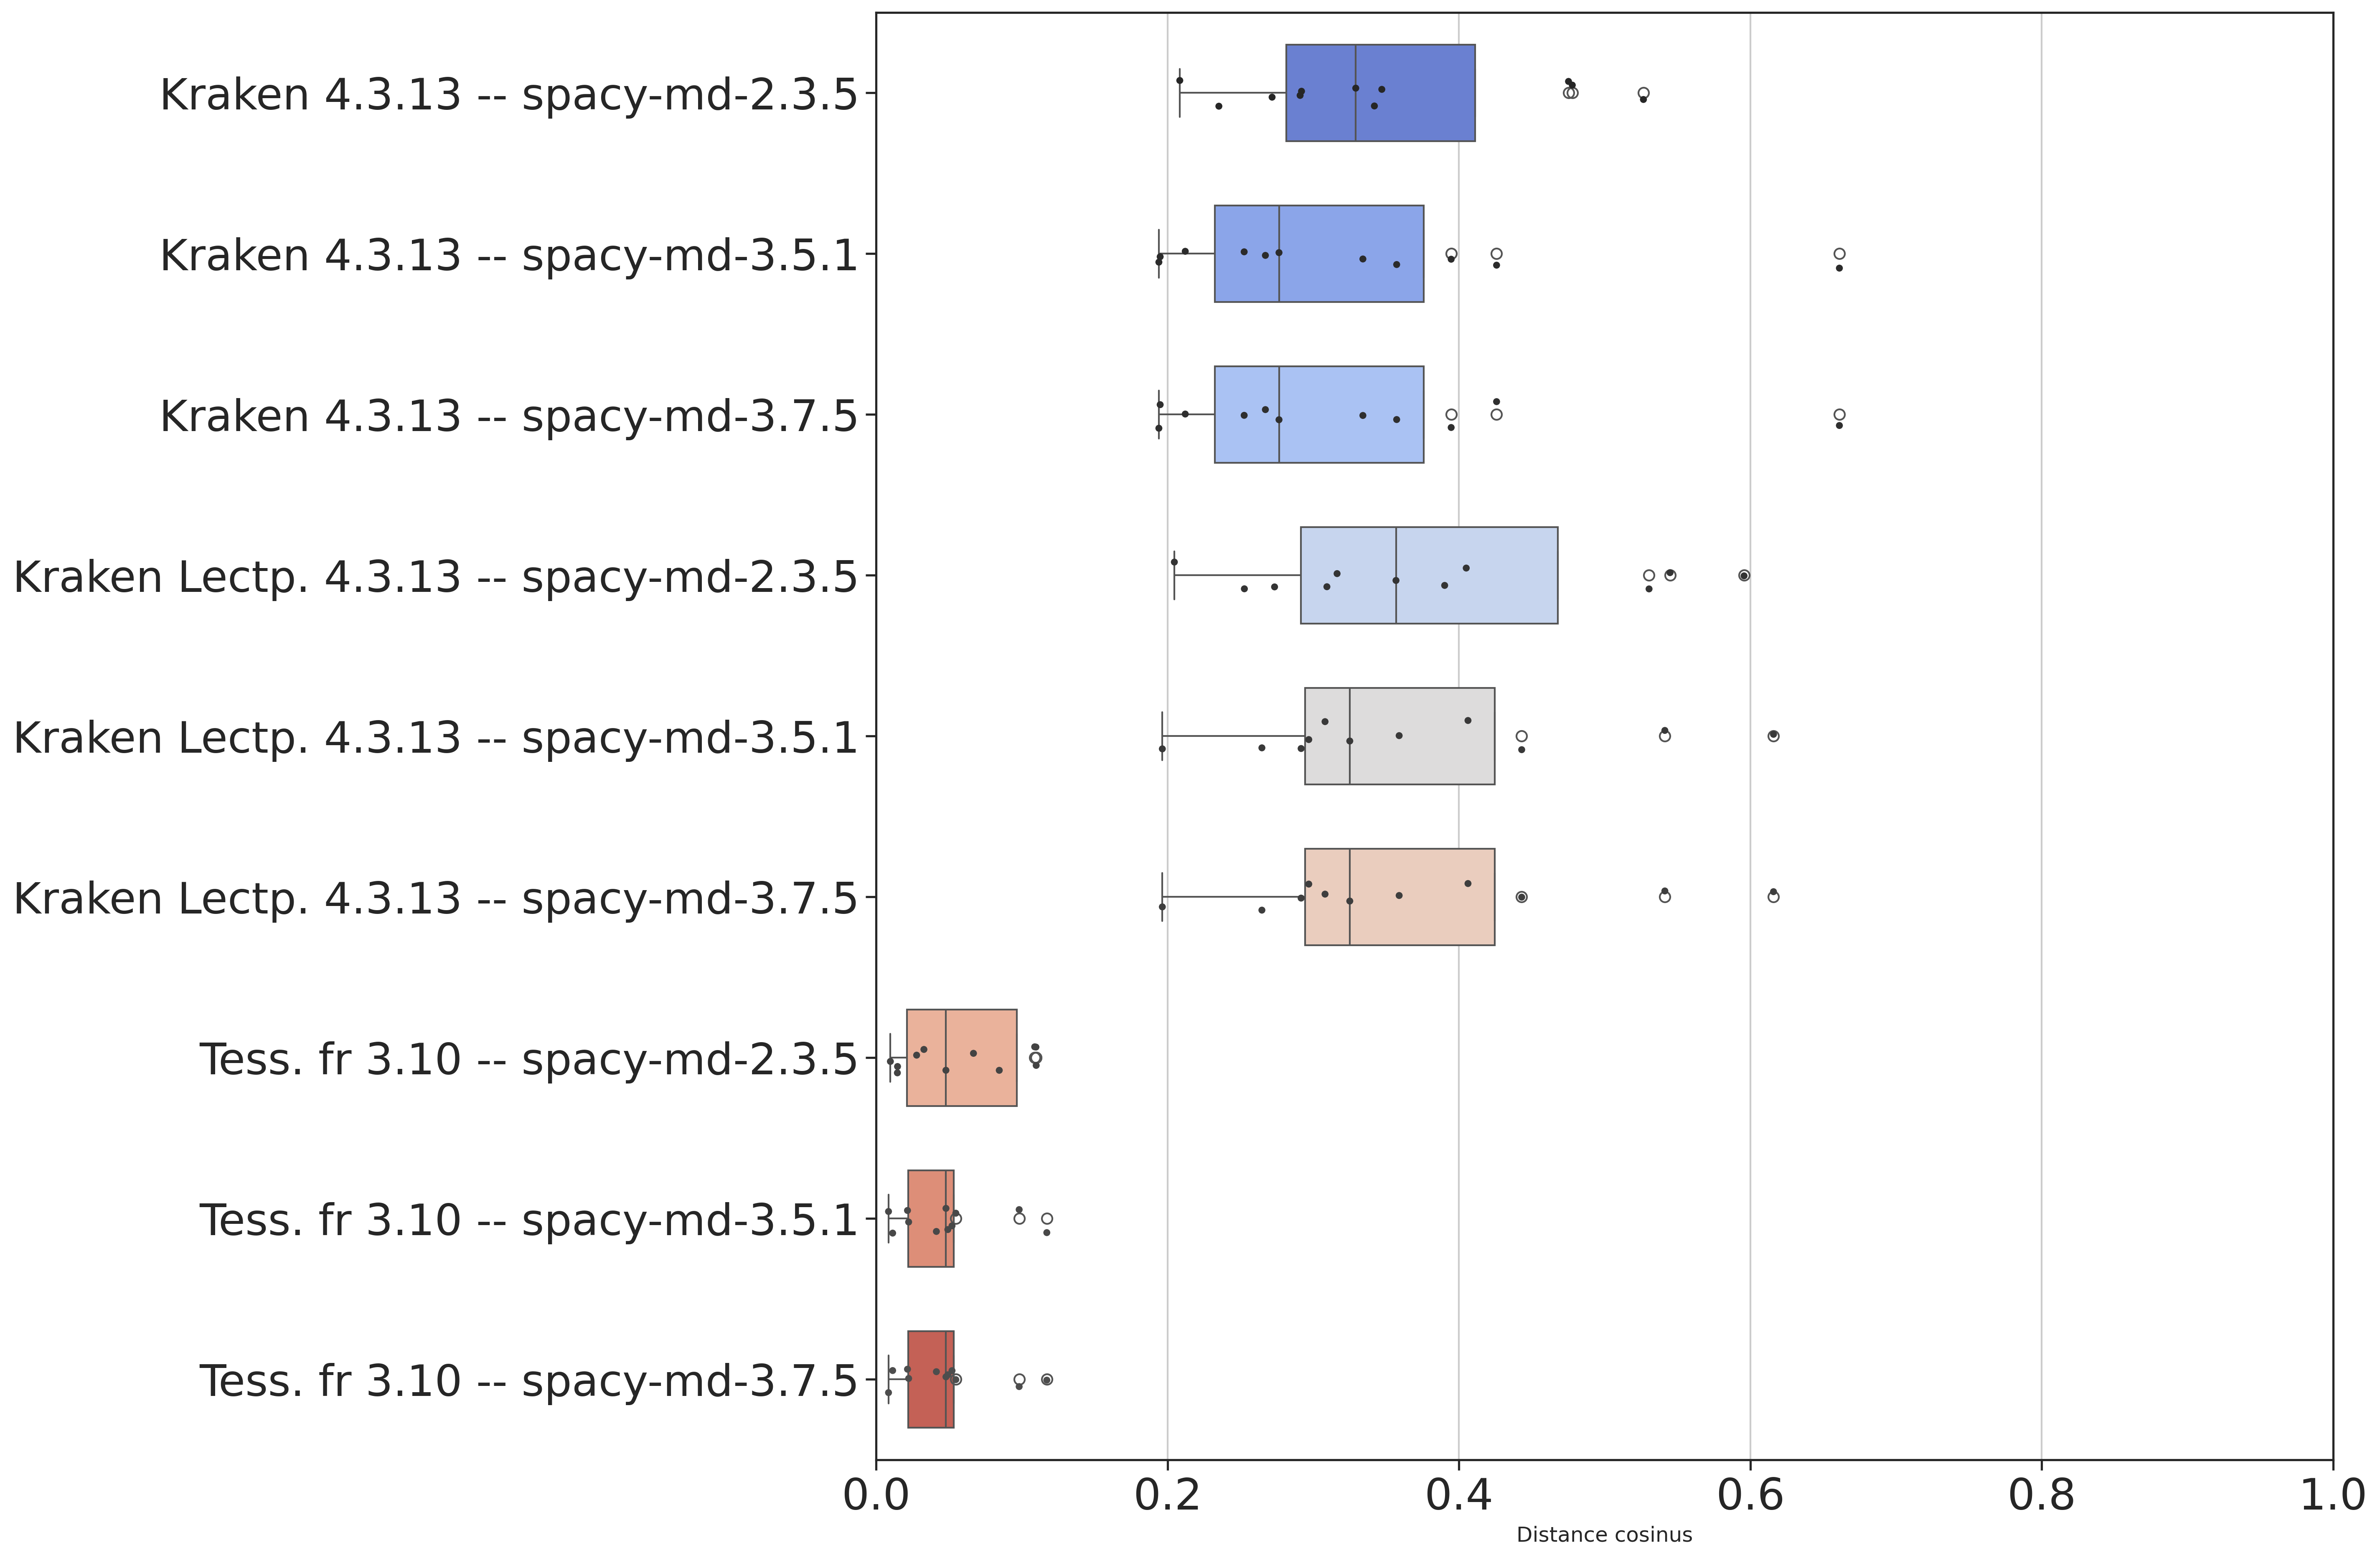 Kraken 4.3.13 -- spacy-md-2.3.5
Kraken 4.3.13 -- spacy-md-3.5.1
Kraken 4.3.13 -- spacy-md-3.7.5
Kraken Lectp. 4.3.13 -- spacy-md-2.3.5
Kraken Lectp. 4.3.13 -- spacy-md-3.5.1
Kraken Lectp. 4.3.13 -- spacy-md-3.7.5
Tess. fr 3.10 -- spacy-md-2.3.5
Tess. fr 3.10 -- spacy-md-3.5.1
Tess. fr 3.10 -- spacy-md-3.7.5
0.0 0.2 0.4 0.6 0.8 1.0
Distance cosinus